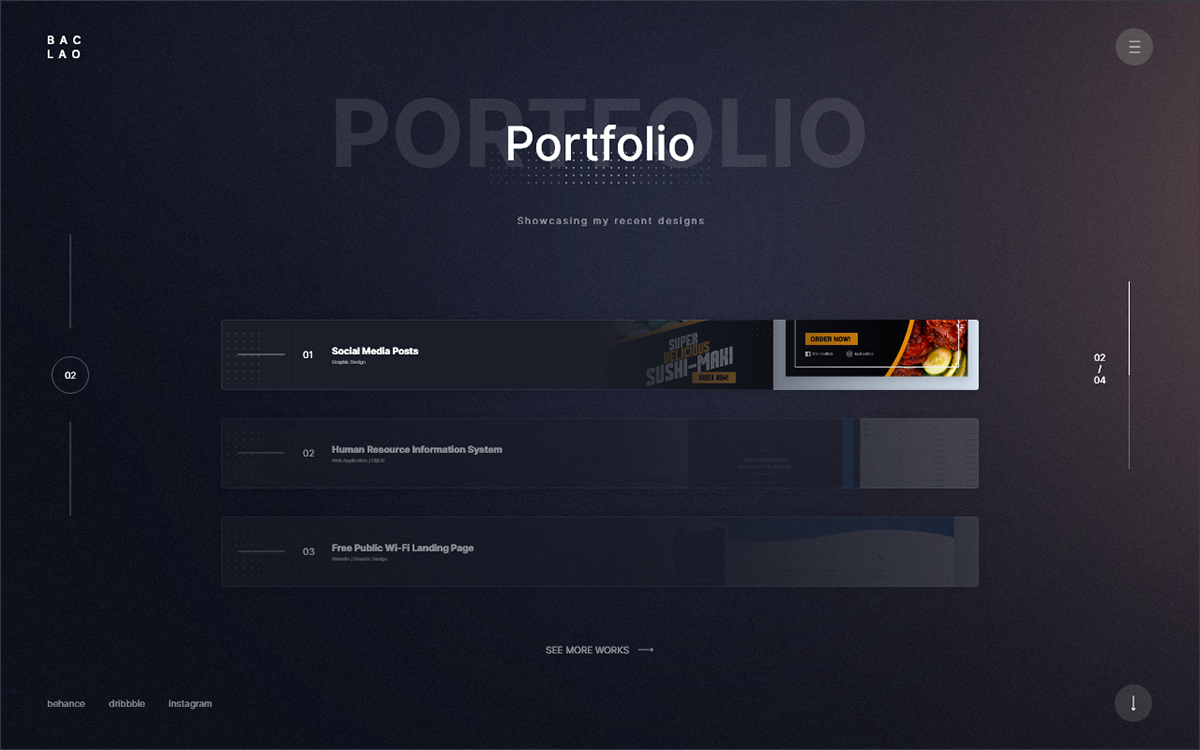 BAC
LAO
PORTFOLIO
Portfolio
Showcasing my recent designs
01
Social Media Posts
Graphic Design
SUPER
DELICIOUS
SUSHI-MAKI
ORDER NOW!
ORDER NOW!
02
Human Resource Information System
Web Application / UI/UX
03
Free Public Wi-Fi Landing Page
Website / Graphic Design
02
02
/
04
SEE MORE WORKS
behance
dribbble
instagram